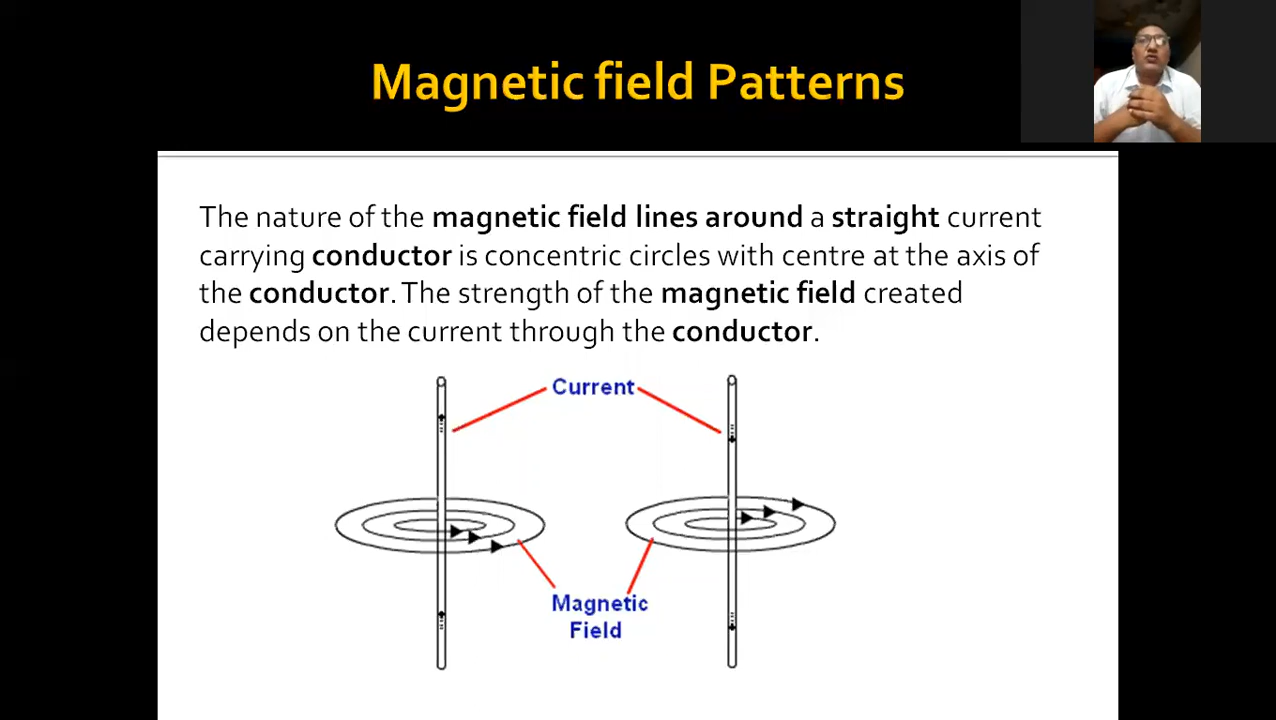 Magnetic field Patterns
The nature of the magnetic field lines around a straight current
carrying conductor is concentric circles with centre at the axis of
the conductor. The strength of the magnetic field created
depends on the current through the conductor.
Current
Magnetic
Field